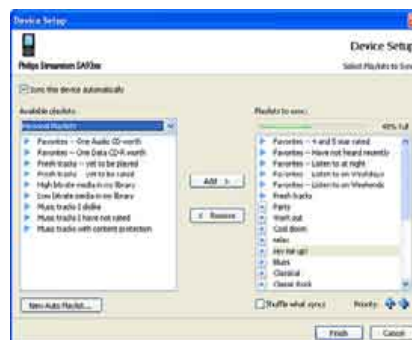 Device Setup
Device Setup
Philips Streamium
Select Playlists to Sync
Sync this device automatically
Available playlists:
Personal Playlists
Favorites -- One Audio CD-worth
Favorites -- One Data CD-R worth
Fresh tracks -- yet to be played
Fresh tracks -- yet to be rated
High bitrate media in my library
Low bitrate media in my library
Music tracks I dislike
Music tracks I have not rated
Music tracks with content protection
New Auto Playlist...
Add >
< Remove
Playlists to sync:
Full
Favorites -- 4 and 5 star rated
Favorites -- Have not heard recently
Favorites -- Listen to at night
Favorites -- Listen to on Weekdays
Favorites -- Listen to on Weekends
Fresh tracks
Party
Work out
Cool down
relax
rev me up!
Blues
Classical
Classic Rock
Shuffle what syncs
Priority:
Finish
Cancel